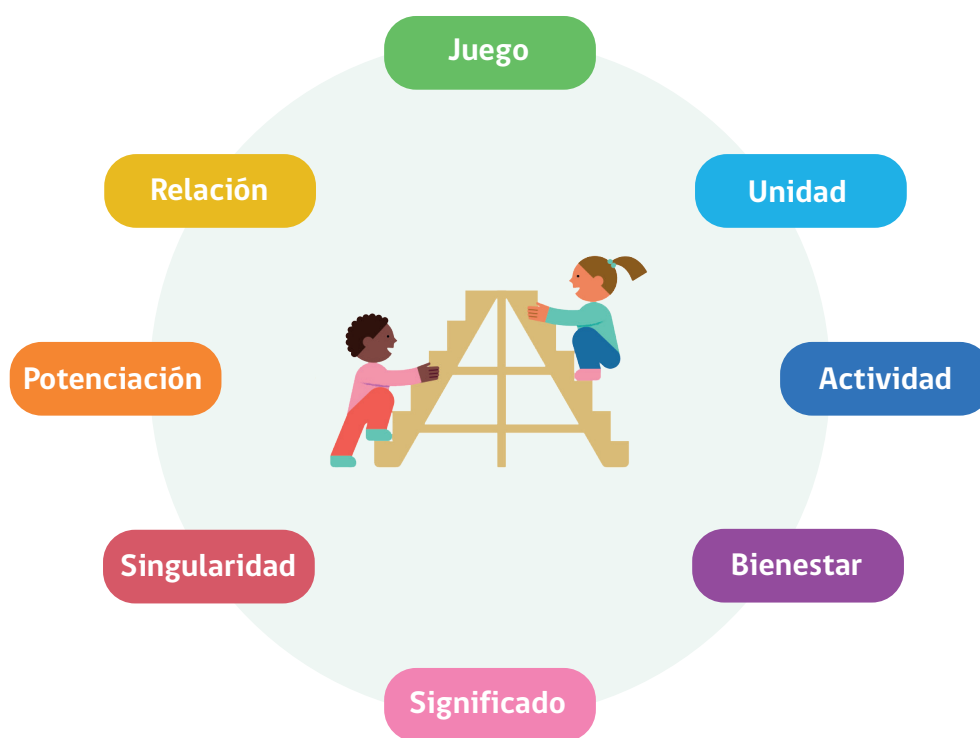 Juego
Relación
Unidad
Potenciación
Actividad
Singularidad
Bienestar
Significado